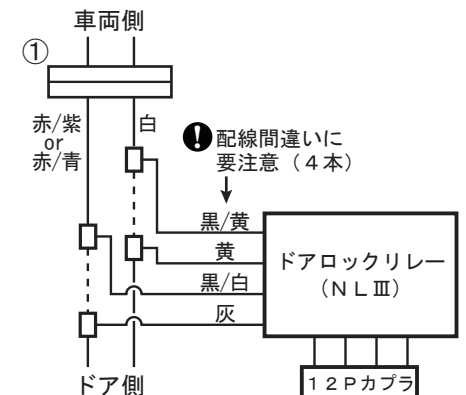 車両側
①
赤/紫
or
赤/青
白
配線間違いに
要注意（４本）
黒/黄
黄
黒/白
灰
ドアロックリレー
（ＮＬⅢ）
ドア側
１２Ｐカプラ